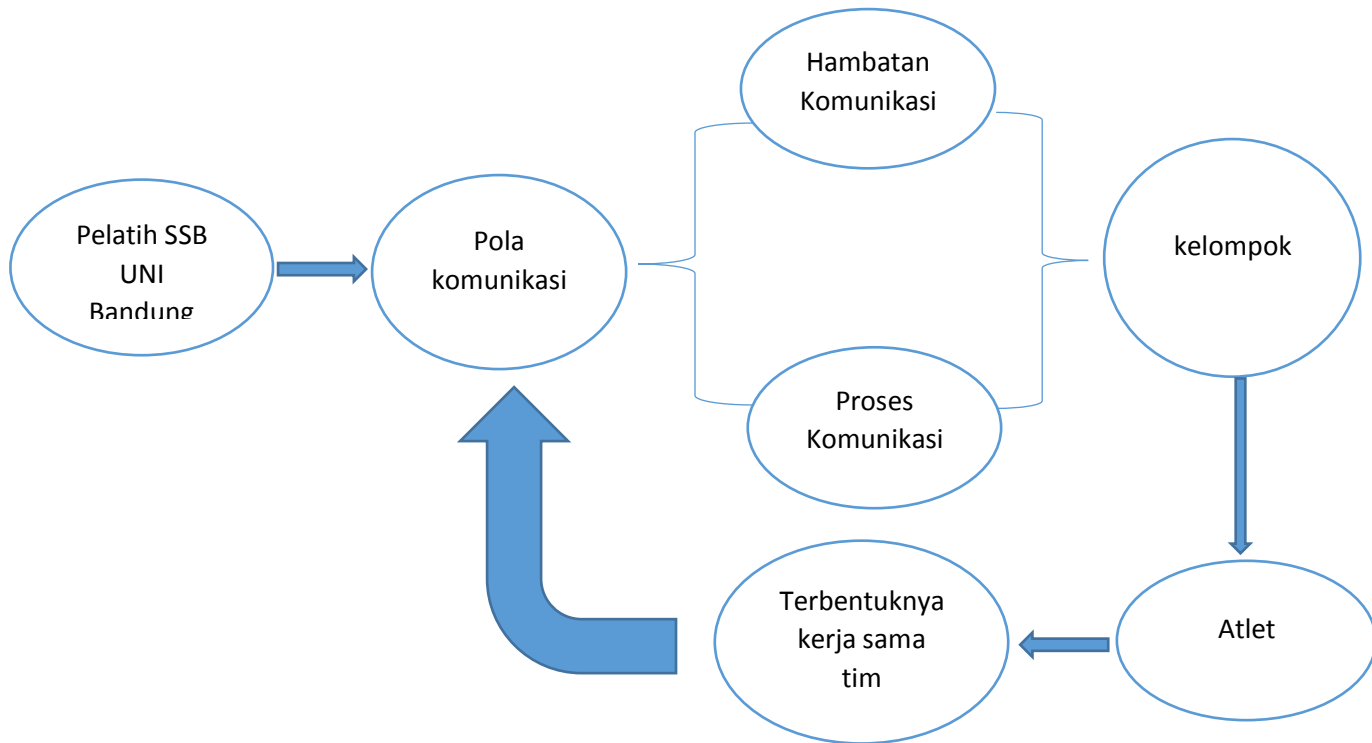 Hambatan
Komunikasi
Pelatih SSB
UNI
Bandung
Pola
komunikasi
kelompok
Proses
Komunikasi
Terbentuknya
kerja sama
tim
Atlet